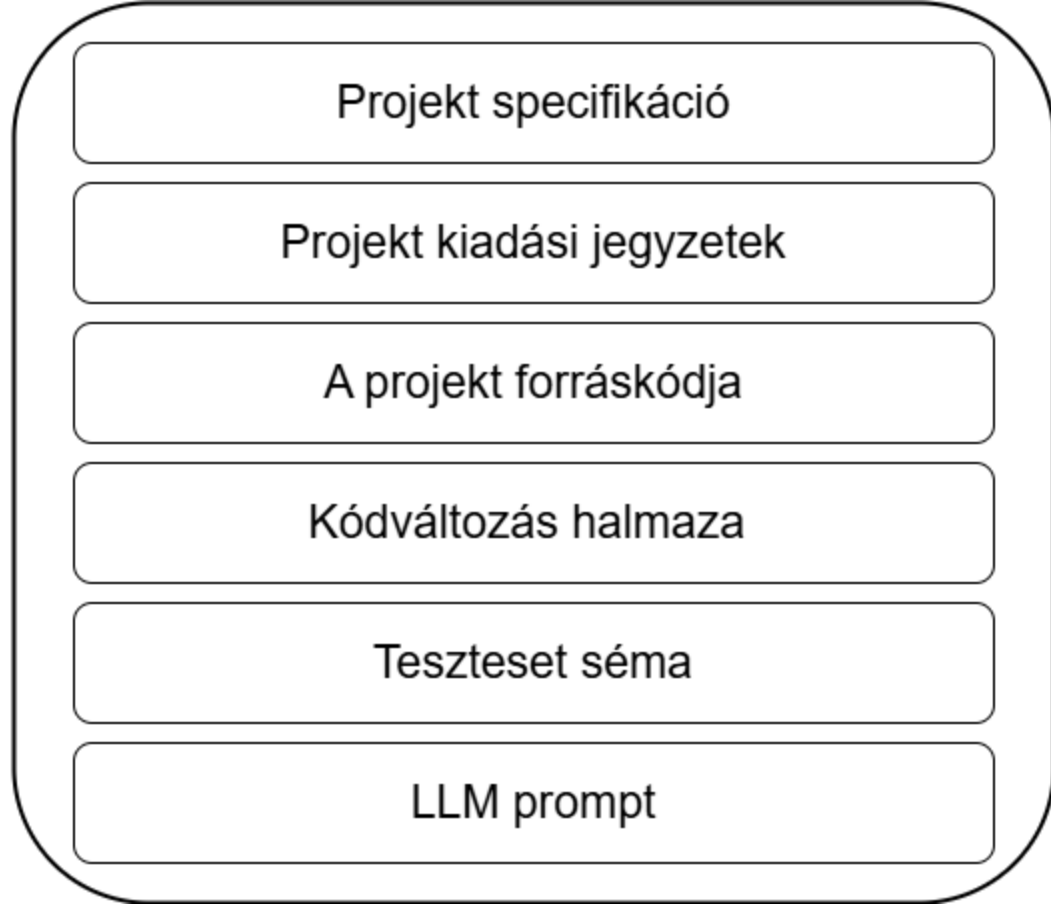 Projekt specifikáció
Projekt kiadási jegyzetek
A projekt forráskódja
Kódváltozás halmaza
Teszteset séma
LLM prompt